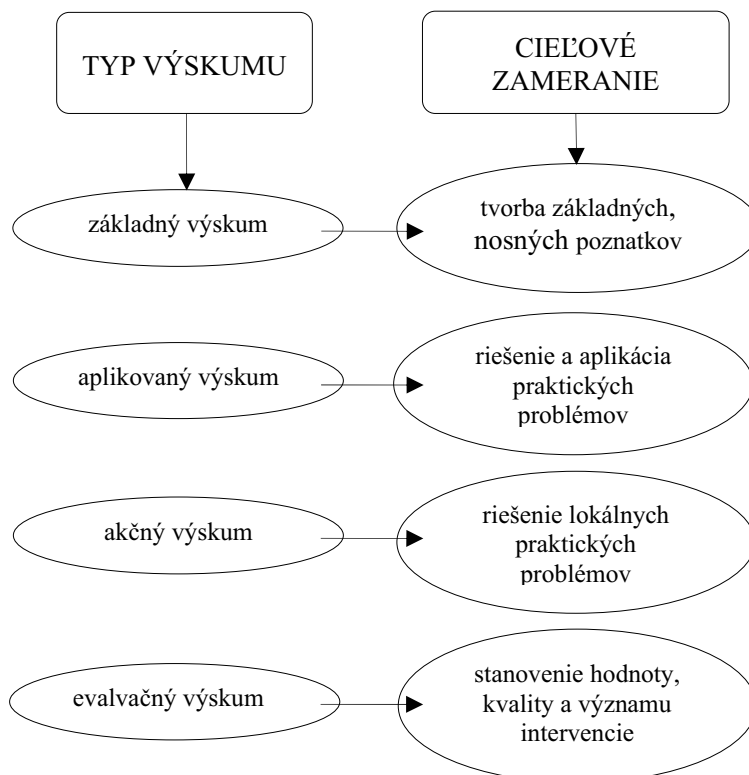 TYP VÝSKUMU
CIEĽOVÉ
ZAMERANIE
základný výskum
tvorba základných,
nosných poznatkov
aplikovaný výskum
riešenie a aplikácia
praktických
problémov
akčný výskum
riešenie lokálnych
praktických
problémov
evalvačný výskum
stanovenie hodnoty,
kvality a významu
intervencie